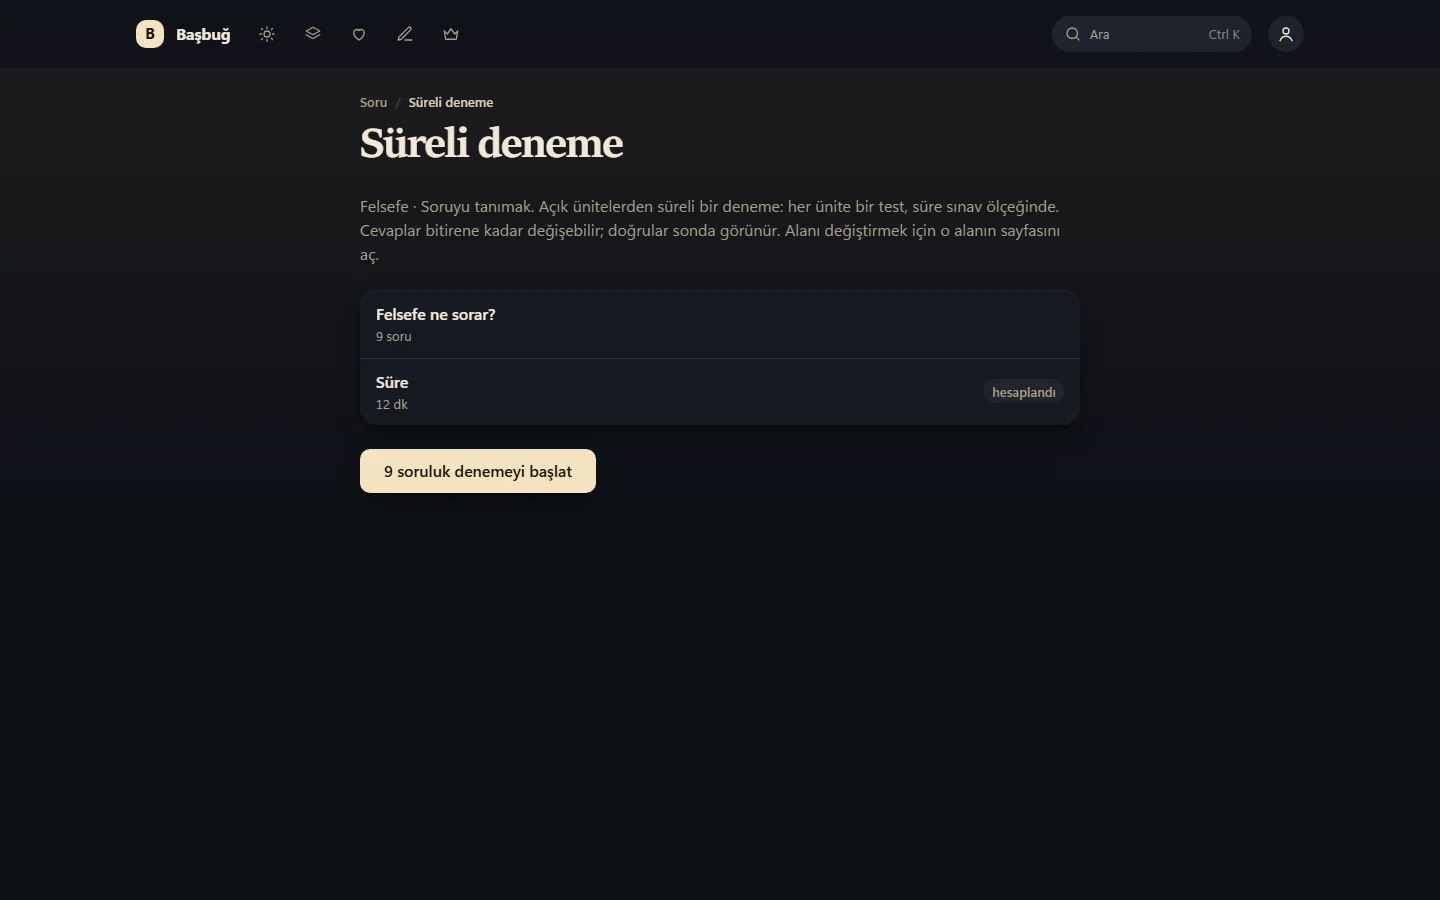 B Başbuğ
Ara Ctrl K
Soru / Süreli deneme
Süreli deneme
Felsefe · Soruyu tanımak. Açık ünitelerden süreli bir deneme: her ünite bir test, süre sınav ölçeğinde.
Cevaplar bitirene kadar değişebilir; doğrular sonda görünür. Alanı değiştirmek için o alanın sayfasını
aç.
Felsefe ne sorar?
9 soru
Süre
12 dk
hesaplandı
9 soruluk denemeyi başlat